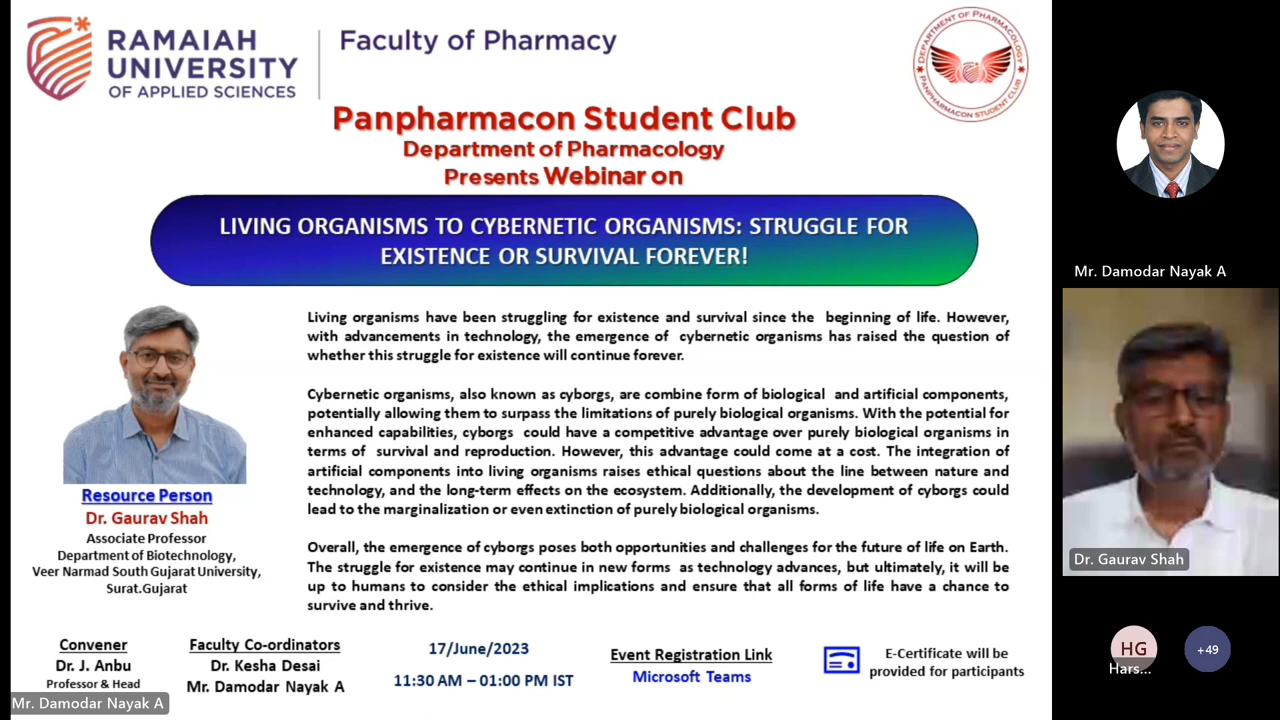 RAMAIAH
UNIVERSITY
OF APPLIED SCIENCES
Faculty of Pharmacy
DEPARTMENT OF PHARMACOLOGY
PANPHARMACON STUDENT CLUB
Panpharmacon Student Club
Department of Pharmacology
Presents Webinar on
LIVING ORGANISMS TO CYBERNETIC ORGANISMS: STRUGGLE FOR
EXISTENCE OR SURVIVAL FOREVER!
Living organisms have been struggling for existence and survival since the beginning of life. However,
with advancements in technology, the emergence of cybernetic organisms has raised the question of
whether this struggle for existence will continue forever.
Cybernetic organisms, also known as cyborgs, are combine form of biological and artificial components,
potentially allowing them to surpass the limitations of purely biological organisms. With the potential for
enhanced capabilities, cyborgs could have a competitive advantage over purely biological organisms in
terms of survival and reproduction. However, this advantage could come at a cost. The integration of
artificial components into living organisms raises ethical questions about the line between nature and
technology, and the long-term effects on the ecosystem. Additionally, the development of cyborgs could
lead to the marginalization or even extinction of purely biological organisms.
Overall, the emergence of cyborgs poses both opportunities and challenges for the future of life on Earth.
The struggle for existence may continue in new forms as technology advances, but ultimately, it will be
up to humans to consider the ethical implications and ensure that all forms of life have a chance to
survive and thrive.
Resource Person
Dr. Gaurav Shah
Associate Professor
Department of Biotechnology,
Veer Narmad South Gujarat University,
Surat.Gujarat
Convener
Dr. J. Anbu
Professor & Head
Faculty Co-ordinators
Dr. Kesha Desai
Mr. Damodar Nayak A
17/June/2023
11:30 AM – 01:00 PM IST
Event Registration Link
Microsoft Teams
E-Certificate will be
provided for participants
Mr. Damodar Nayak A
Mr. Damodar Nayak A
Dr. Gaurav Shah
HG
Hars...
+49